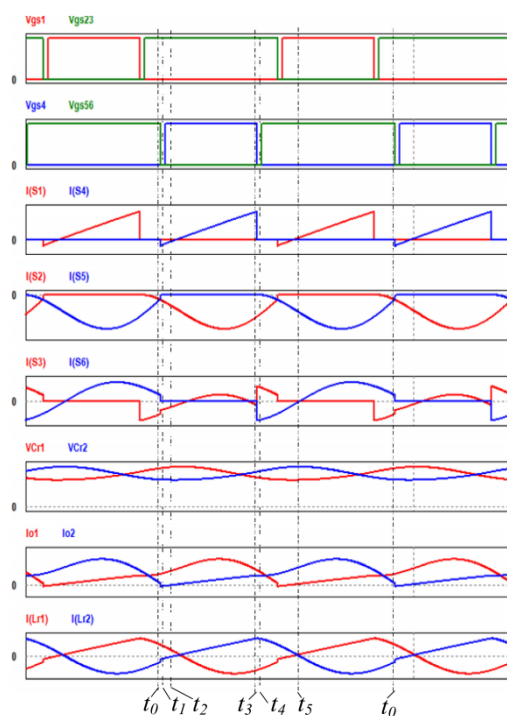 Vgs1 Vgs23
0
Vgs4 Vgs56
0
I(S1) I(S4)
0
I(S2) I(S5)
0
I(S3) I(S6)
0
VCr1 VCr2
0
Io1 Io2
0
I(Lr1) I(Lr2)
0
t0 t1 t2 t3 t4 t5 t0